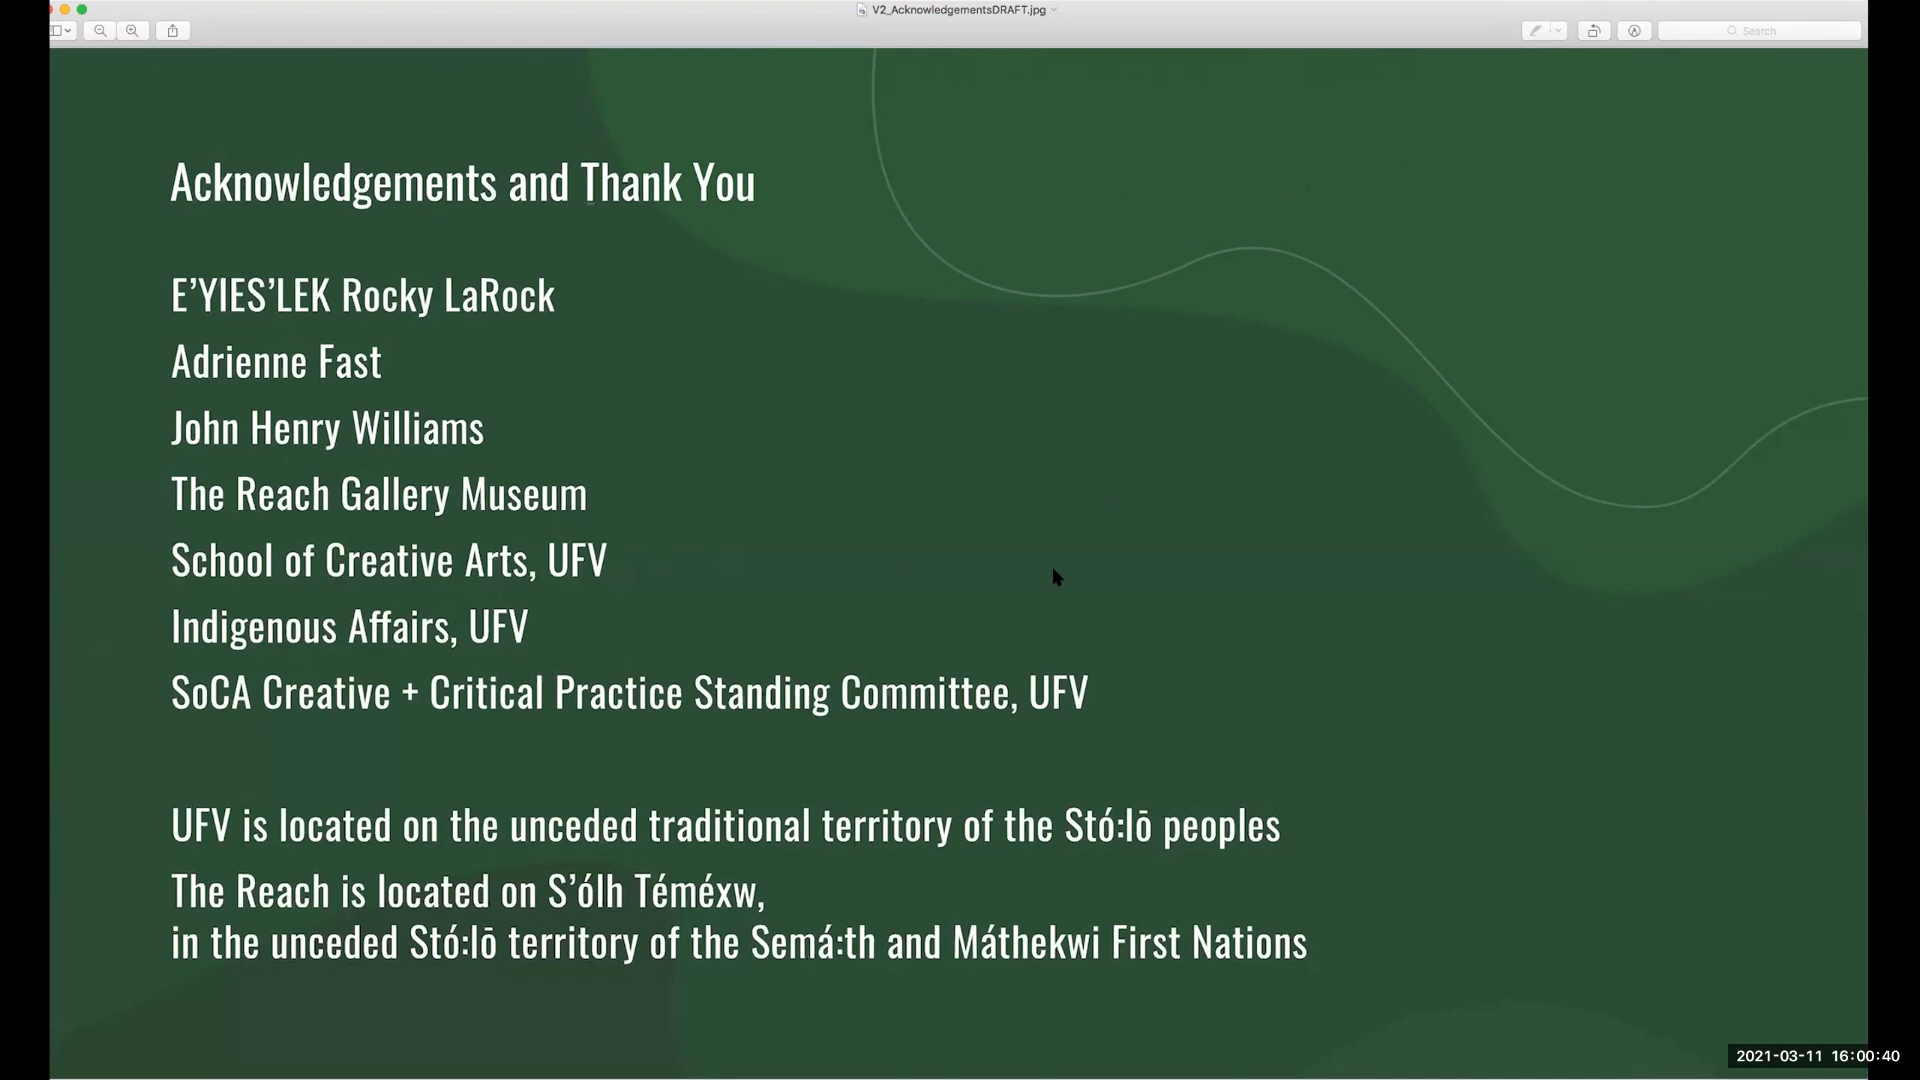 V2_AcknowledgementsDRAFT.jpg
Search
Acknowledgements and Thank You
E’YIES’LEK Rocky LaRock
Adrienne Fast
John Henry Williams
The Reach Gallery Museum
School of Creative Arts, UFV
Indigenous Affairs, UFV
SoCA Creative + Critical Practice Standing Committee, UFV
UFV is located on the unceded traditional territory of the Stó:lō peoples
The Reach is located on S’ólh Téméxw,
in the unceded Stó:lō territory of the Semá:th and Máthekwi First Nations
2021-03-11 16:00:40